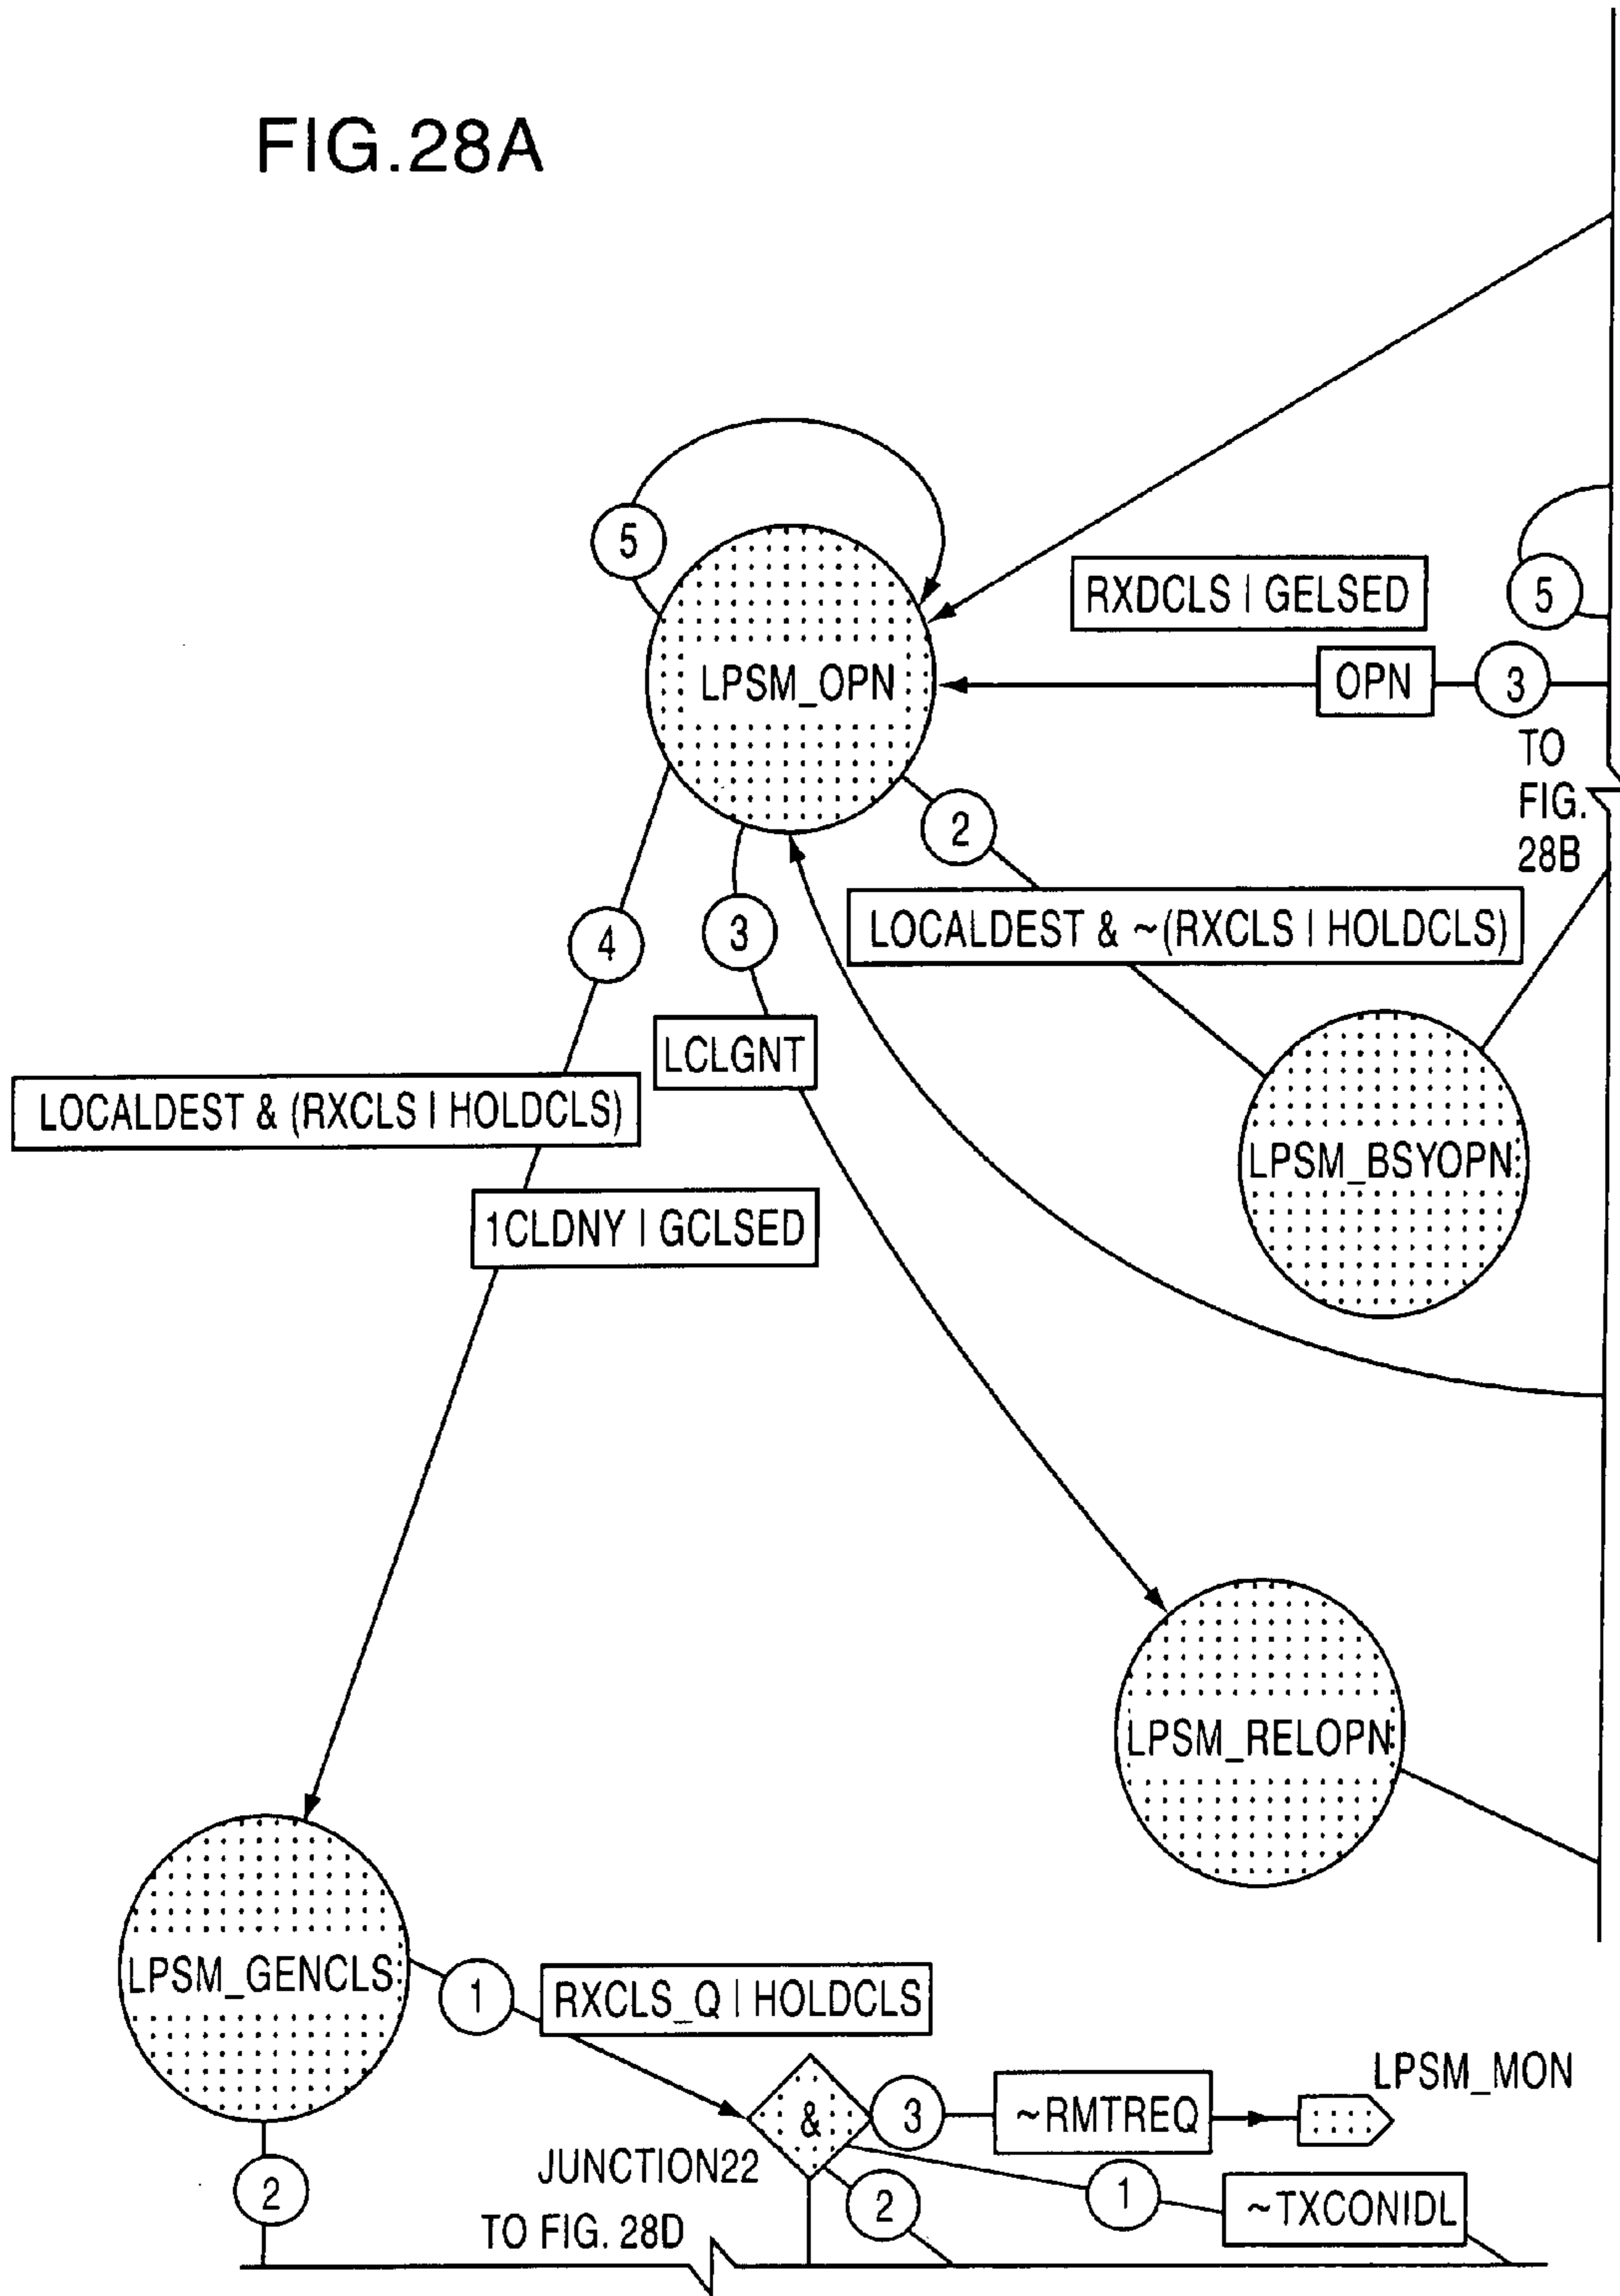 FIG.28A
5
RXDCLS | GELSED
5
LPSM_OPN
OPN
3
TO
FIG.
28B
2
4
3
LOCALDEST & ~(RXCLS | HOLDCLS)
LCLGNT
LOCALDEST & (RXCLS | HOLDCLS)
LPSM_BSYOPN
1CLDNY | GCLSED
LPSM_RELOPN
LPSM_GENCLS
1
RXCLS_Q | HOLDCLS
LPSM_MON
&
3
~RMTREQ
JUNCTION22
2
2
1
~TXCONIDL
TO FIG. 28D